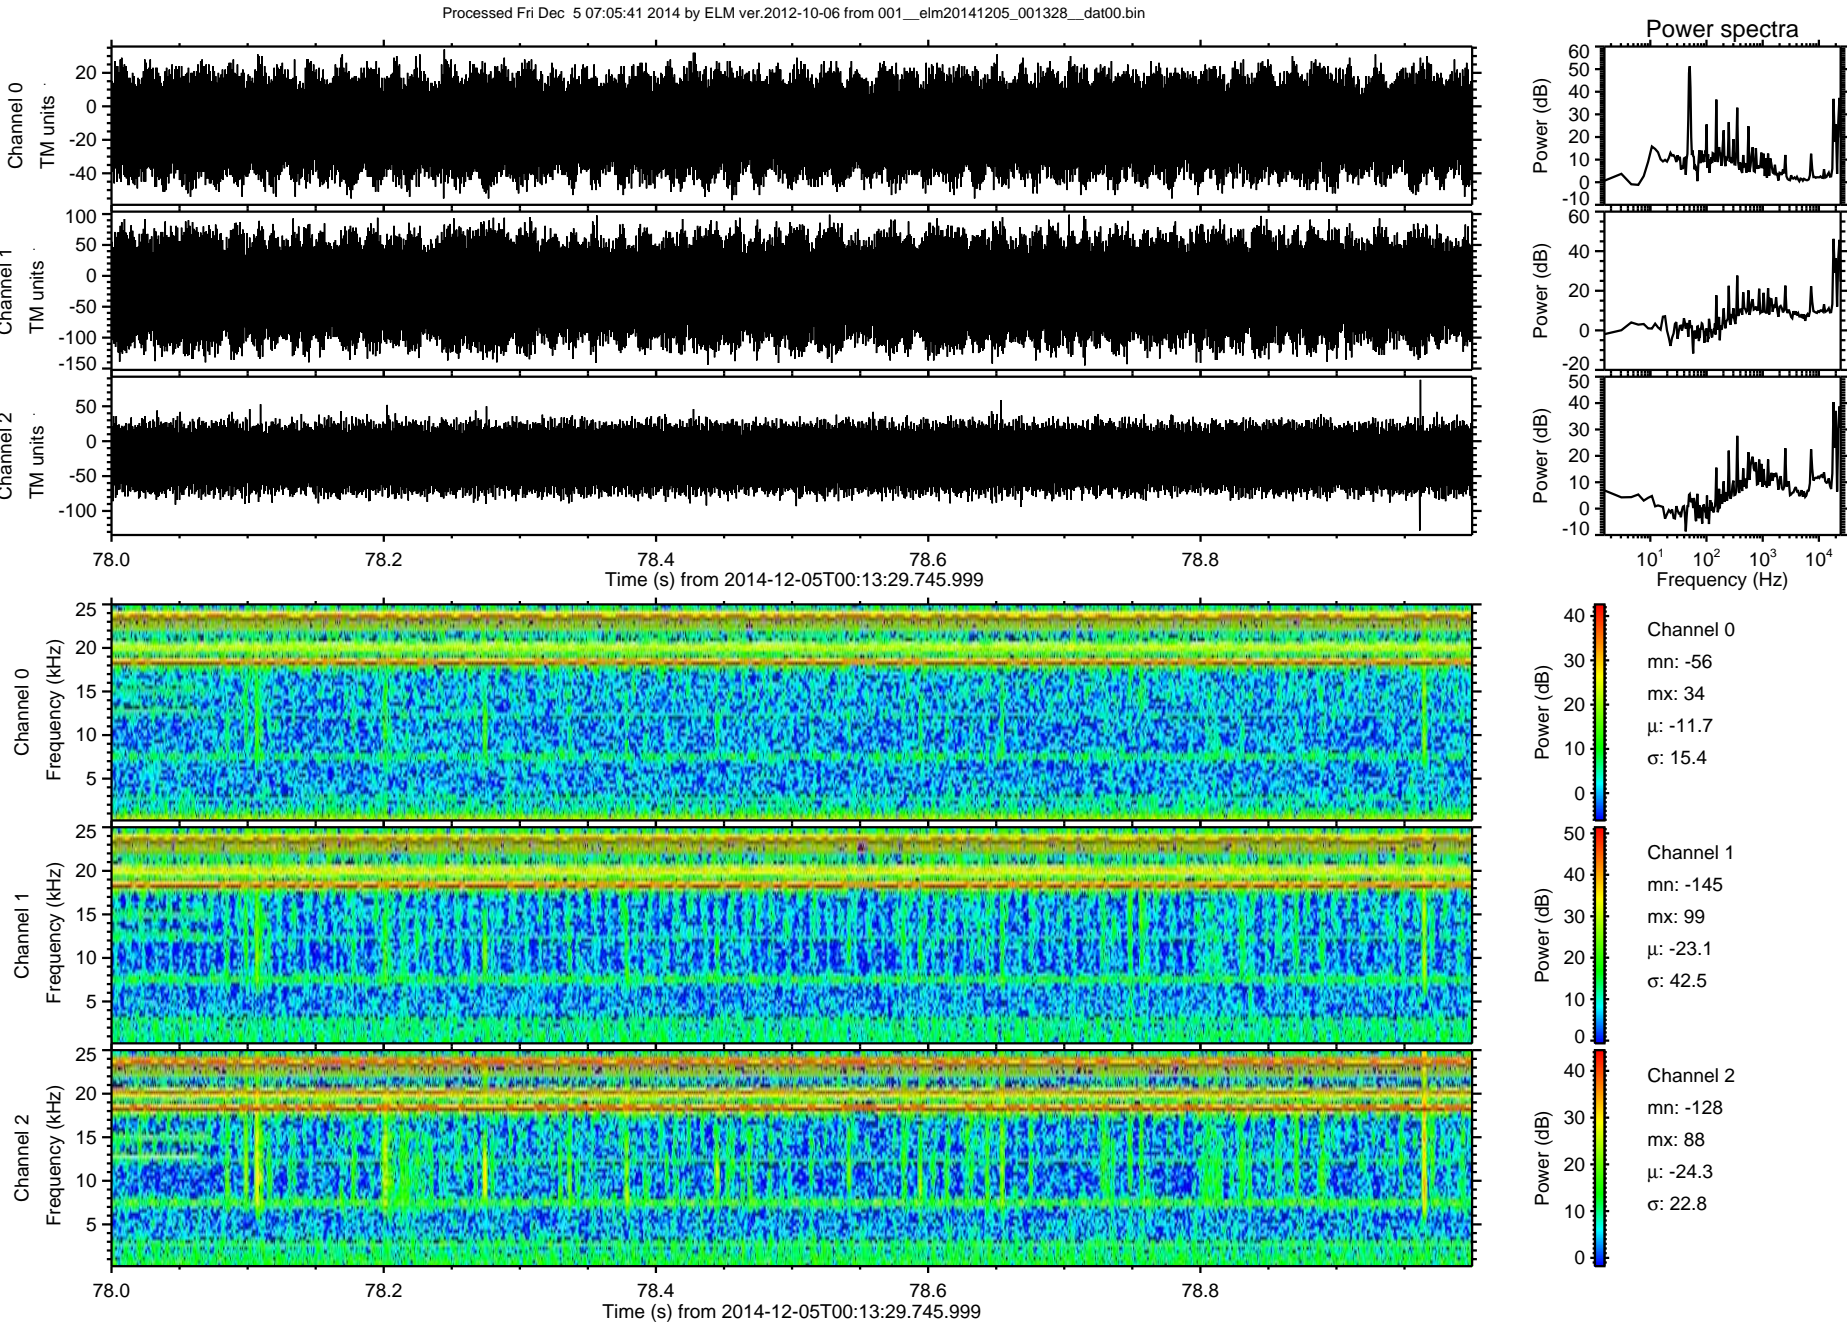 Processed Fri Dec  5 07:05:41 2014 by ELM ver.2012-10-06 from 001__elm20141205_001328__dat00.bin
Power spectra
Channel 0
TM units
20
0
-20
-40
Power (dB)
60
50
40
30
20
10
0
-10
Channel 1
TM units
100
50
0
-50
-100
-150
Power (dB)
60
40
20
0
-20
Channel 2
TM units
50
0
-50
-100
Power (dB)
50
40
30
20
10
0
-10
78.0 78.2 78.4 78.6 78.8
Time (s) from 2014-12-05T00:13:29.745.999
10^1 10^2 10^3 10^4
Frequency (Hz)
Channel 0
Frequency (kHz)
25
20
15
10
5
Power (dB)
40
30
20
10
0
Channel 0
mn: -56
mx: 34
μ: -11.7
σ: 15.4
Channel 1
Frequency (kHz)
25
20
15
10
5
Power (dB)
50
40
30
20
10
0
Channel 1
mn: -145
mx: 99
μ: -23.1
σ: 42.5
Channel 2
Frequency (kHz)
25
20
15
10
5
Power (dB)
40
30
20
10
0
Channel 2
mn: -128
mx: 88
μ: -24.3
σ: 22.8
78.0 78.2 78.4 78.6 78.8
Time (s) from 2014-12-05T00:13:29.745.999